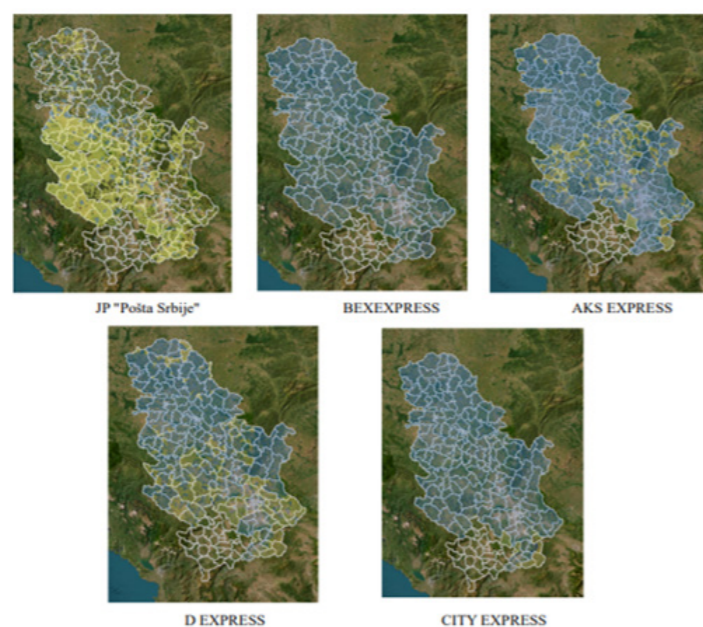 JP "Pošta Srbije"
BEXEXPRESS
AKS EXPRESS
D EXPRESS
CITY EXPRESS